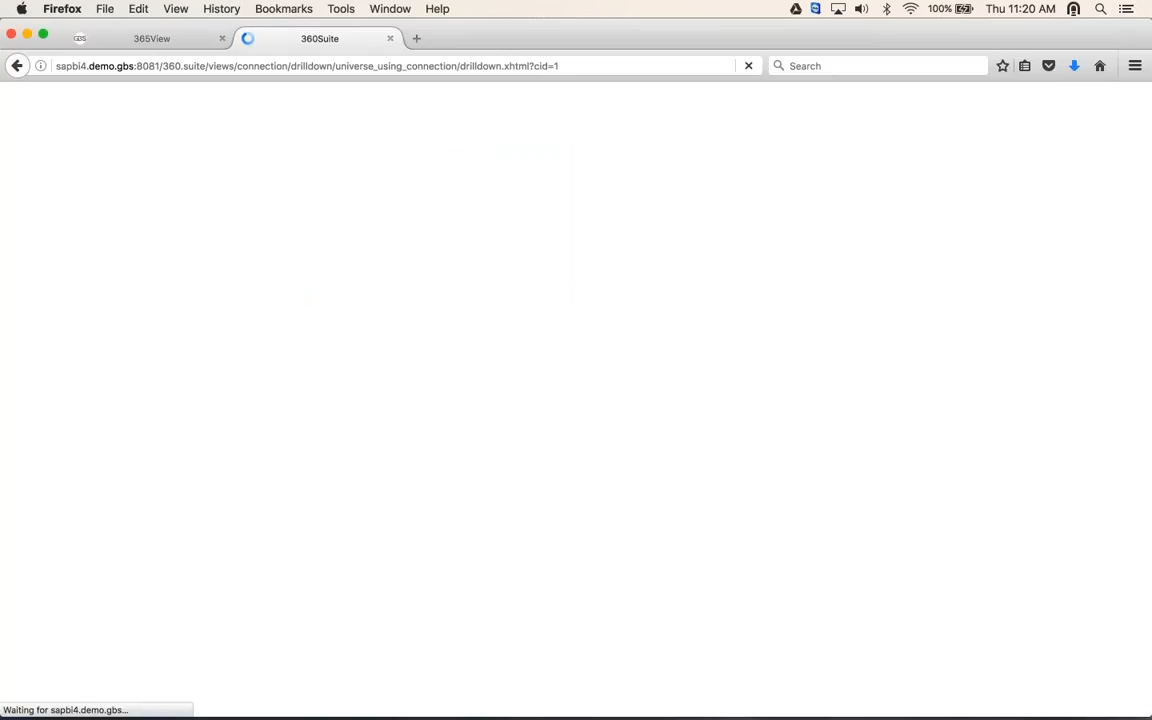 Firefox File Edit View History Bookmarks Tools Window Help 100% Thu 11:20 AM
GBS 365View 360Suite
sapbi4.demo.gbs:8081/360.suite/views/connection/drilldown/universe_using_connection/drilldown.xhtml?cid=1 Search
Waiting for sapbi4.demo.gbs...